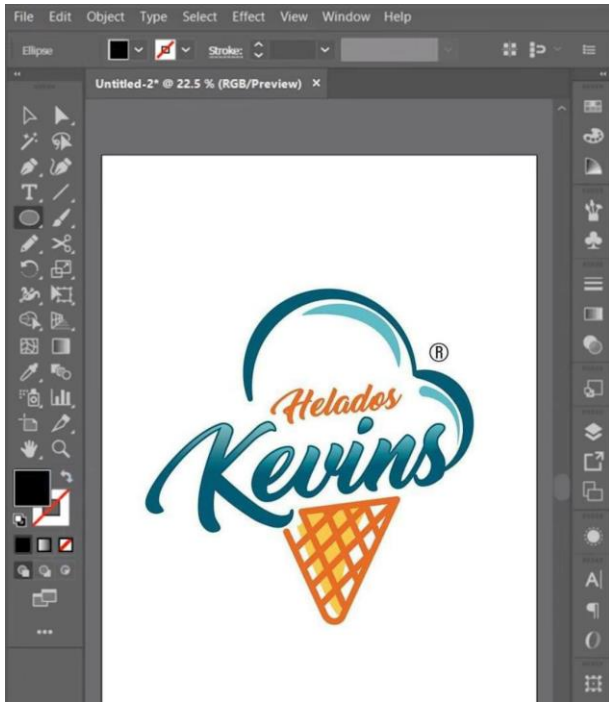 File Edit Object Type Select Effect View Window Help
Ellipse Stroke:
Untitled-2* @ 22.5 % (RGB/Preview) ×
®
Helados
Kevins